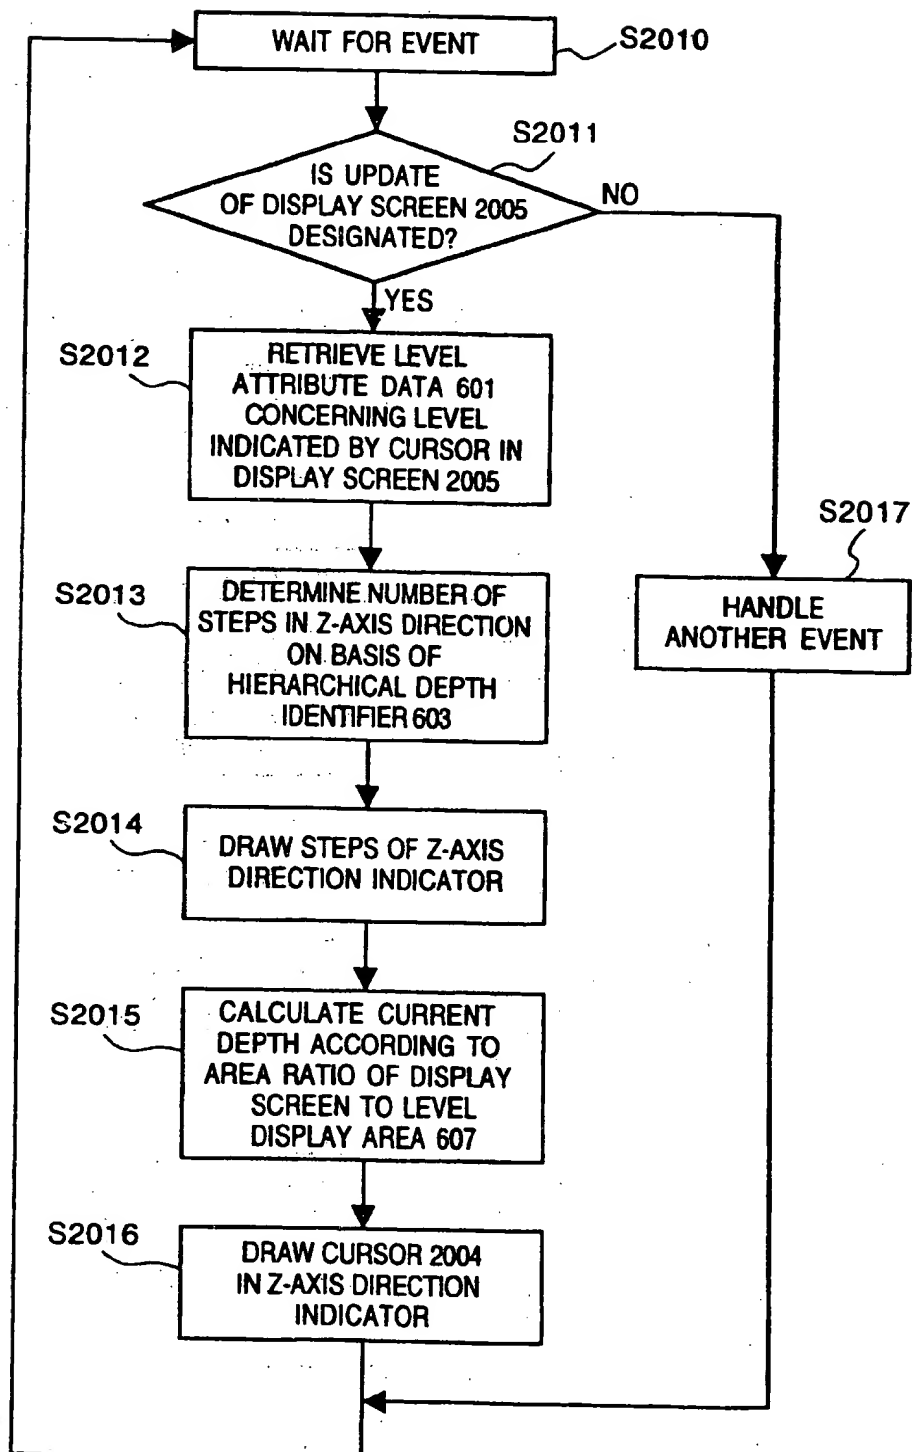 WAIT FOR EVENT
S2010
S2011
IS UPDATE
OF DISPLAY SCREEN 2005
DESIGNATED?
NO
YES
S2012
RETRIEVE LEVEL
ATTRIBUTE DATA 601
CONCERNING LEVEL
INDICATED BY CURSOR IN
DISPLAY SCREEN 2005
S2017
HANDLE
ANOTHER EVENT
S2013
DETERMINE NUMBER OF
STEPS IN Z-AXIS DIRECTION
ON BASIS OF
HIERARCHICAL DEPTH
IDENTIFIER 603
S2014
DRAW STEPS OF Z-AXIS
DIRECTION INDICATOR
S2015
CALCULATE CURRENT
DEPTH ACCORDING TO
AREA RATIO OF DISPLAY
SCREEN TO LEVEL
DISPLAY AREA 607
S2016
DRAW CURSOR 2004
IN Z-AXIS DIRECTION
INDICATOR